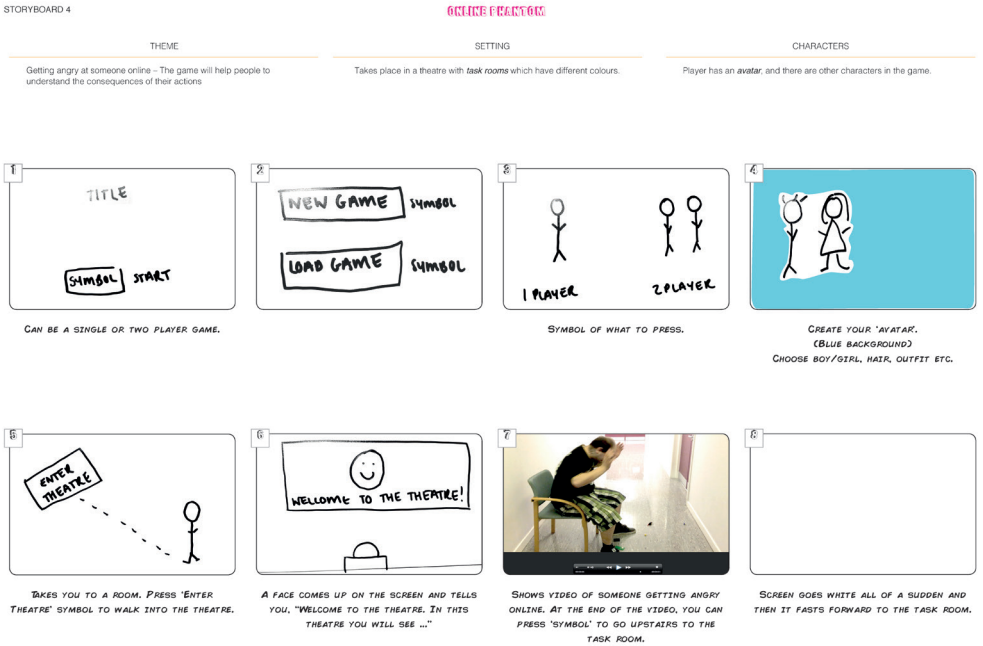 STORYBOARD 4
ONLINE PHANTOM
THEME
SETTING
CHARACTERS
Getting angry at someone online – The game will help people to
understand the consequences of their actions
Takes place in a theatre with task rooms which have different colours.
Player has an avatar, and there are other characters in the game.
1
TITLE
SYMBOL START
CAN BE A SINGLE OR TWO PLAYER GAME.
2
NEW GAME SYMBOL
LOAD GAME SYMBOL
3
1 PLAYER
2 PLAYER
SYMBOL OF WHAT TO PRESS.
4
CREATE YOUR 'AVATAR'.
(BLUE BACKGROUND)
CHOOSE BOY/GIRL, HAIR, OUTFIT ETC.
5
ENTER
THEATRE
TAKES YOU TO A ROOM. PRESS 'ENTER
THEATRE' SYMBOL TO WALK INTO THE THEATRE.
6
WELLCOME TO THE THEATRE!
A FACE COMES UP ON THE SCREEN AND TELLS
YOU, "WELCOME TO THE THEATRE. IN THIS
THEATRE YOU WILL SEE ..."
7
SHOWS VIDEO OF SOMEONE GETTING ANGRY
ONLINE. AT THE END OF THE VIDEO, YOU CAN
PRESS 'SYMBOL' TO GO UPSTAIRS TO THE
TASK ROOM.
8
SCREEN GOES WHITE ALL OF A SUDDEN AND
THEN IT FASTS FORWARD TO THE TASK ROOM.